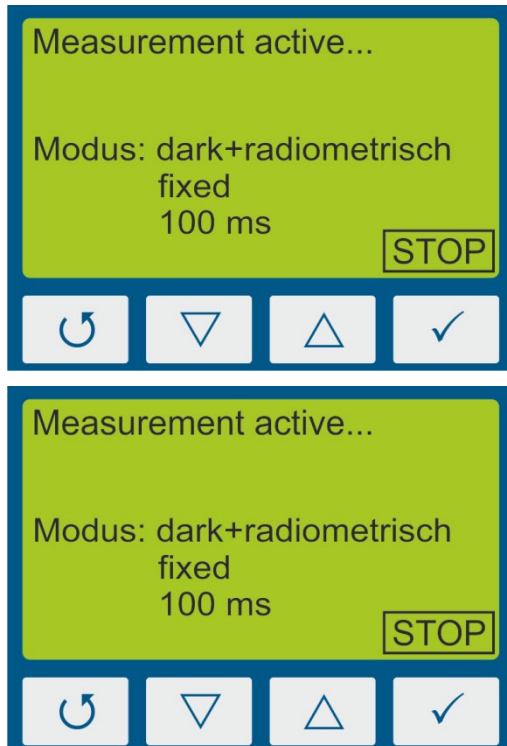 Measurement active...
Modus: dark+radiometrisch
fixed
100 ms
STOP
Measurement active...
Modus: dark+radiometrisch
fixed
100 ms
STOP